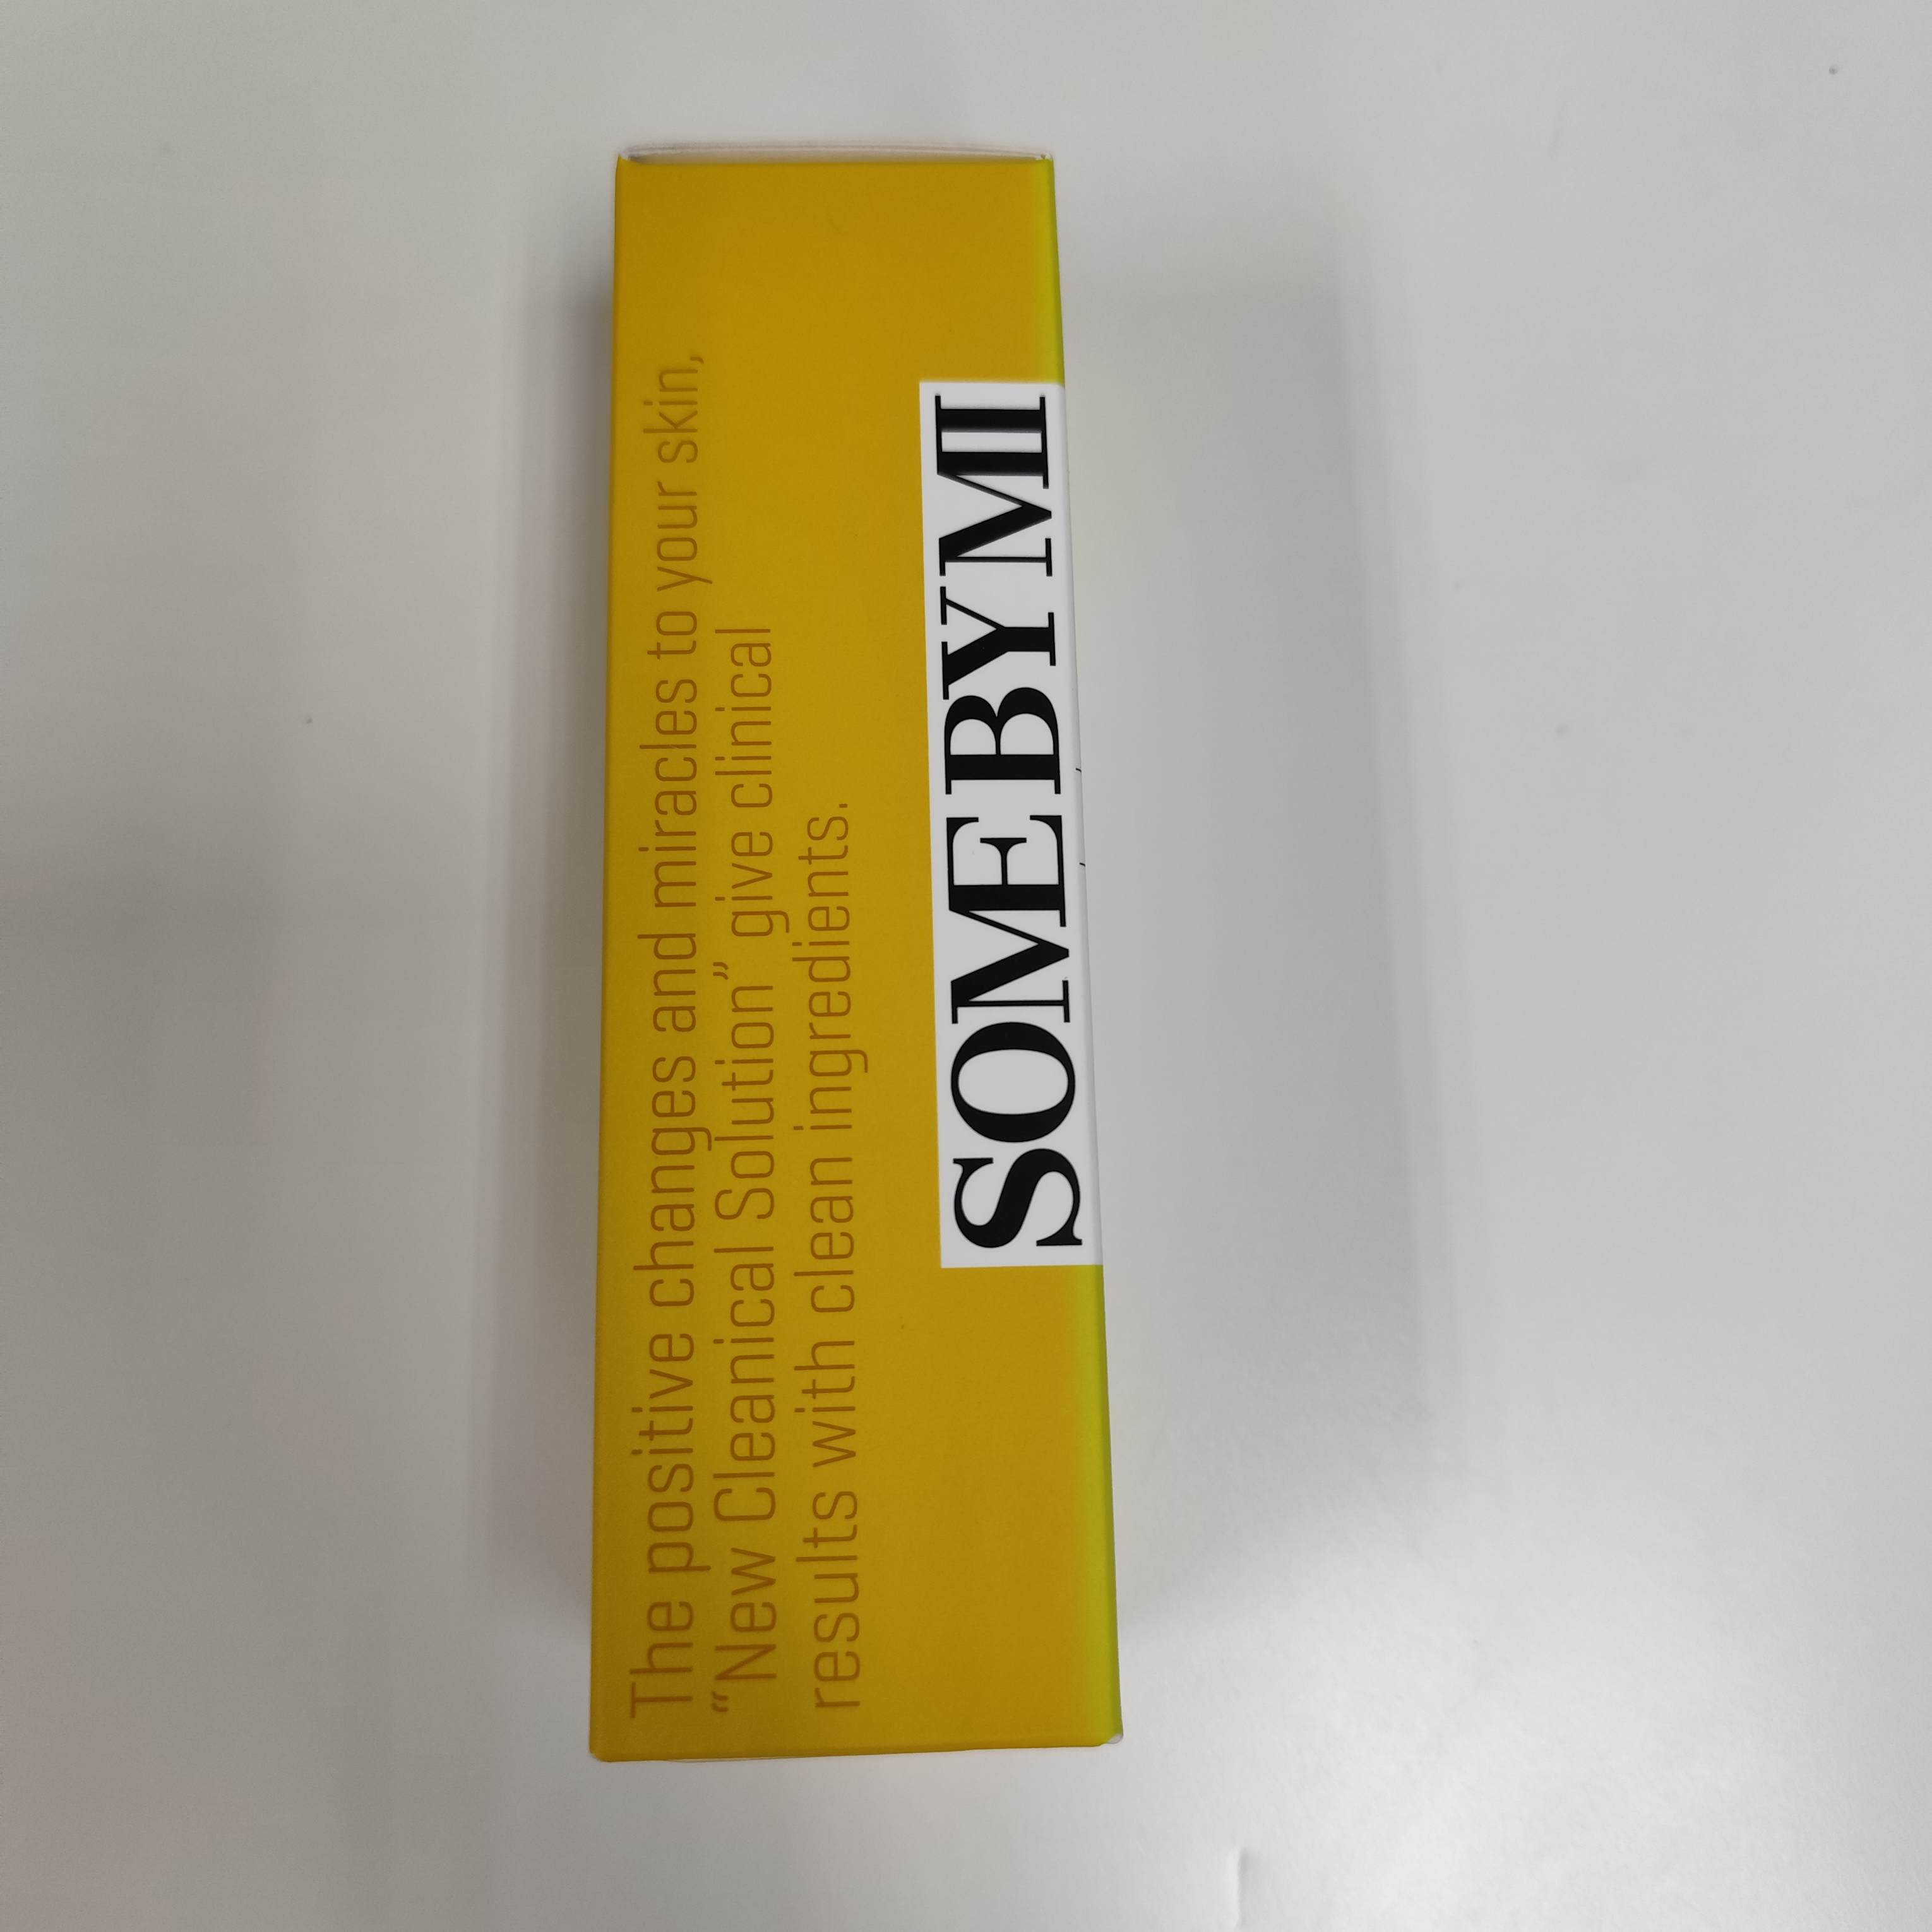 The positive changes and miracles to your skin,
“New Cleanical Solution” give clinical
results with clean ingredients.
SOMEBYMI